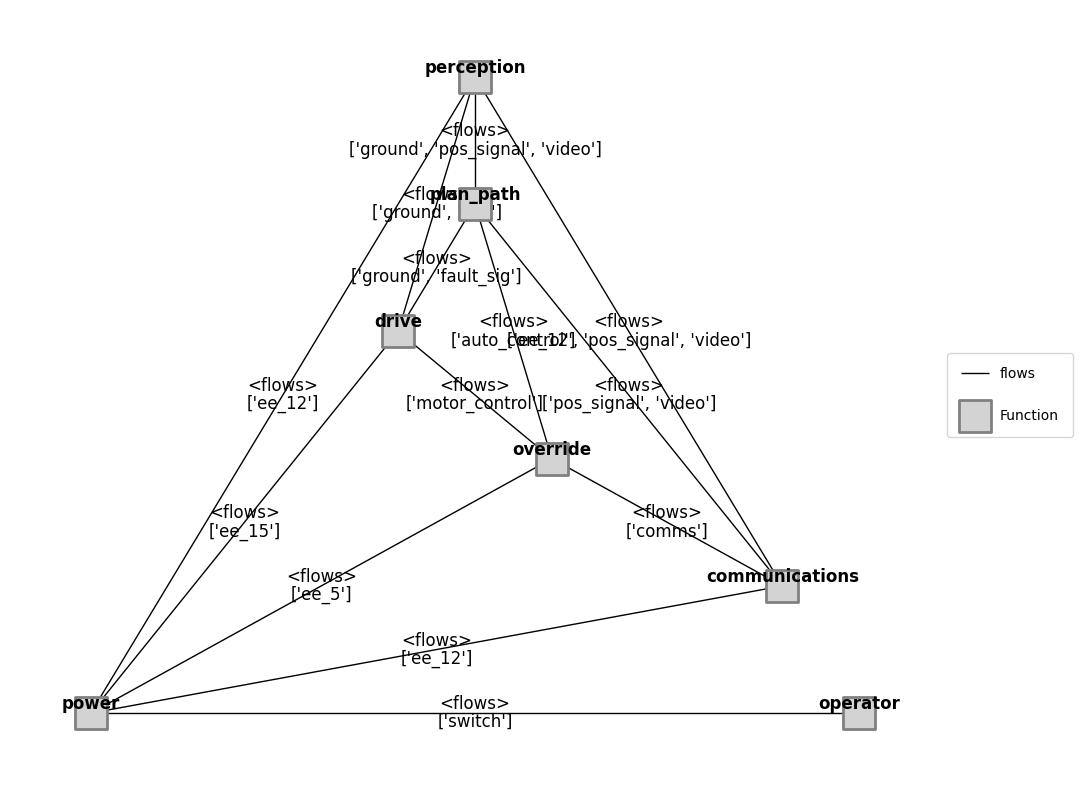 perception
<flows>
['ground', 'pos_signal', 'video']
plan_path
['ground',
<flows>
['ground', 'fault_sig']
drive
<flows>
['auto_control']
<flows>
['ee_12', 'pos_signal', 'video']
<flows>
['ee_12']
<flows>
['motor_control']
<flows>
['pos_signal', 'video']
override
<flows>
['ee_15']
<flows>
['comms']
<flows>
['ee_5']
communications
<flows>
['ee_12']
power
<flows>
['switch']
operator
flows
Function